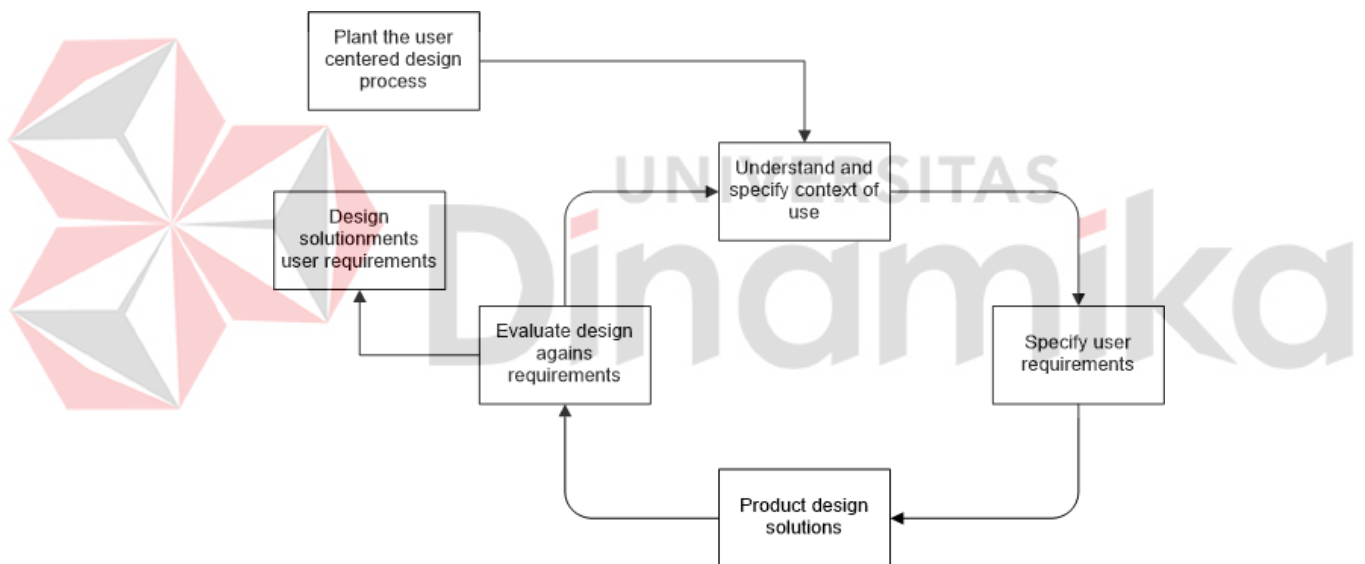 Plant the user
centered design
process
UNIVERSITAS
Dinamika
Understand and
specify context of
use
Design
solutionments
user requirements
Evaluate design
agains
requirements
Specify user
requirements
Product design
solutions